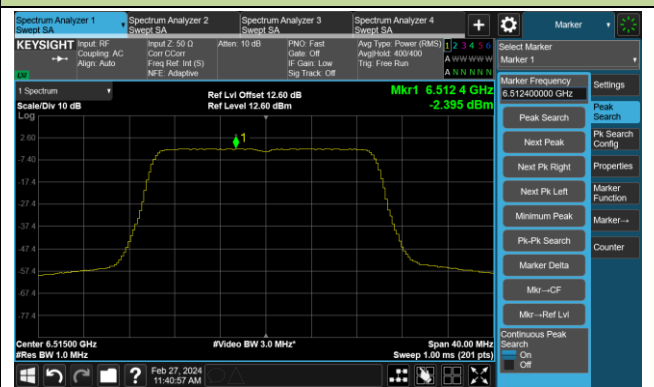 Spectrum Analyzer 1
Swept SA
Spectrum Analyzer 2
Swept SA
Spectrum Analyzer 3
Swept SA
Spectrum Analyzer 4
Swept SA
+
Marker
KEYSIGHT
Input: RF
Coupling: AC
Align: Auto
Input Z: 50 Ω
Corr CCorr
Freq Ref: Int (S)
NFE: Adaptive
Atten: 10 dB
PNO: Fast
Gate: Off
IF Gain: Low
Sig Track: Off
Avg Type: Power (RMS)
Avg|Hold: 400/400
Trig: Free Run
1 2 3 4 5 6
A W W W W W
A N N N N N
LXI
Select Marker
Marker 1
1 Spectrum
Scale/Div 10 dB
Log
Ref Lvl Offset 12.60 dB
Ref Level 12.60 dBm
Mkr1 6.512 4 GHz
-2.395 dBm
1
2.60
-7.40
-17.4
-27.4
-37.4
-47.4
-57.4
-67.4
-77.4
Center 6.51500 GHz
#Res BW 1.0 MHz
#Video BW 3.0 MHz*
Span 40.00 MHz
Sweep 1.00 ms (201 pts)
Marker Frequency
6.512400000 GHz
Peak Search
Next Peak
Next Pk Right
Next Pk Left
Minimum Peak
Pk-Pk Search
Marker Delta
Mkr→CF
Mkr→Ref Lvl
Continuous Peak
Search
On
Off
Settings
Peak
Search
Pk Search
Config
Properties
Marker
Function
Marker→
Counter
?
Feb 27, 2024
11:40:57 AM